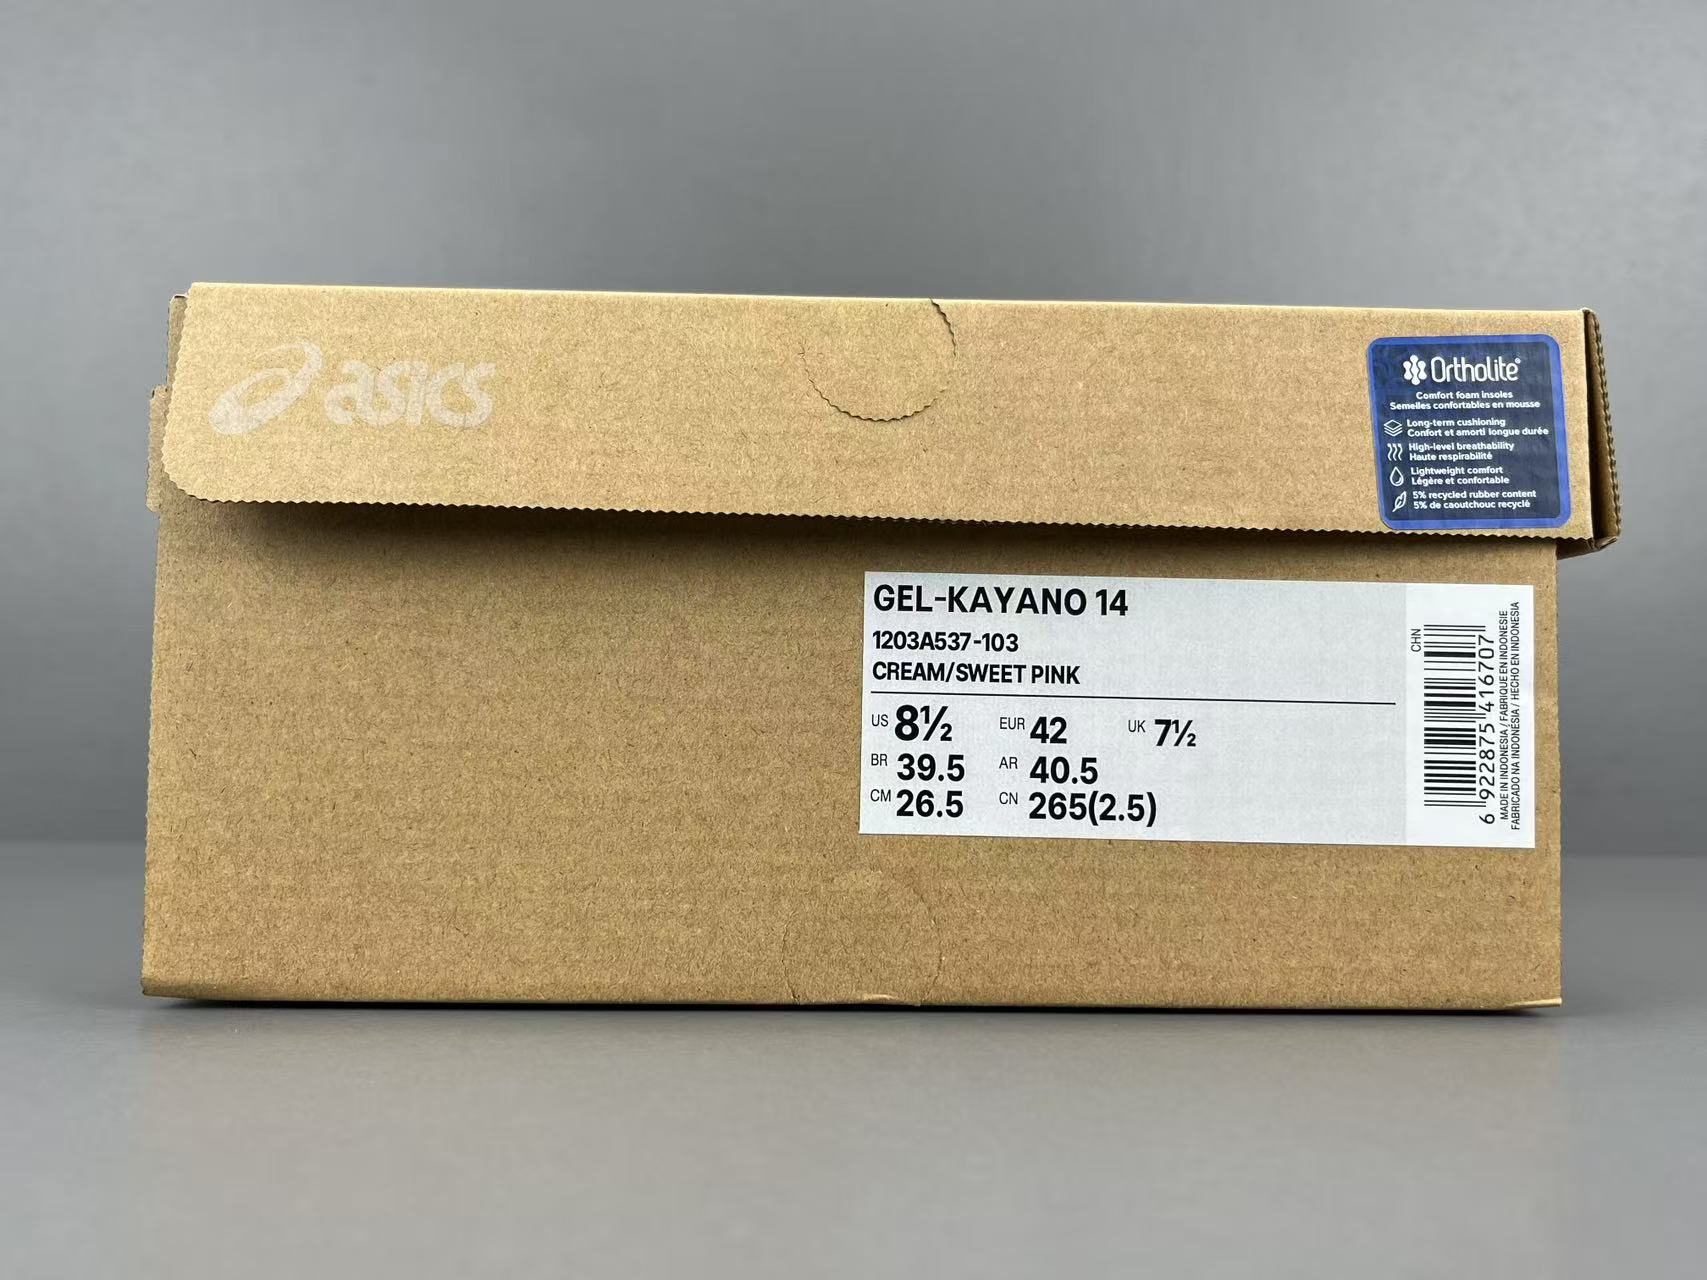 asics
Ortholite®
Comfort foam insoles
Semelles confortables en mousse
Long-term cushioning
Confort et amorti longue durée
High-level breathability
Haute respirabilité
Lightweight comfort
Légère et confortable
5% recycled rubber content
5% de caoutchouc recyclé
GEL-KAYANO 14
1203A537-103
CREAM/SWEET PINK
US 8½ EUR 42 UK 7½
BR 39.5 AR 40.5
CM 26.5 CN 265(2.5)
CHN
6 922875 416707
MADE IN INDONESIA / FABRIQUE EN INDONESIE
FABRICADO NA INDONESIA / HECHO EN INDONESIA